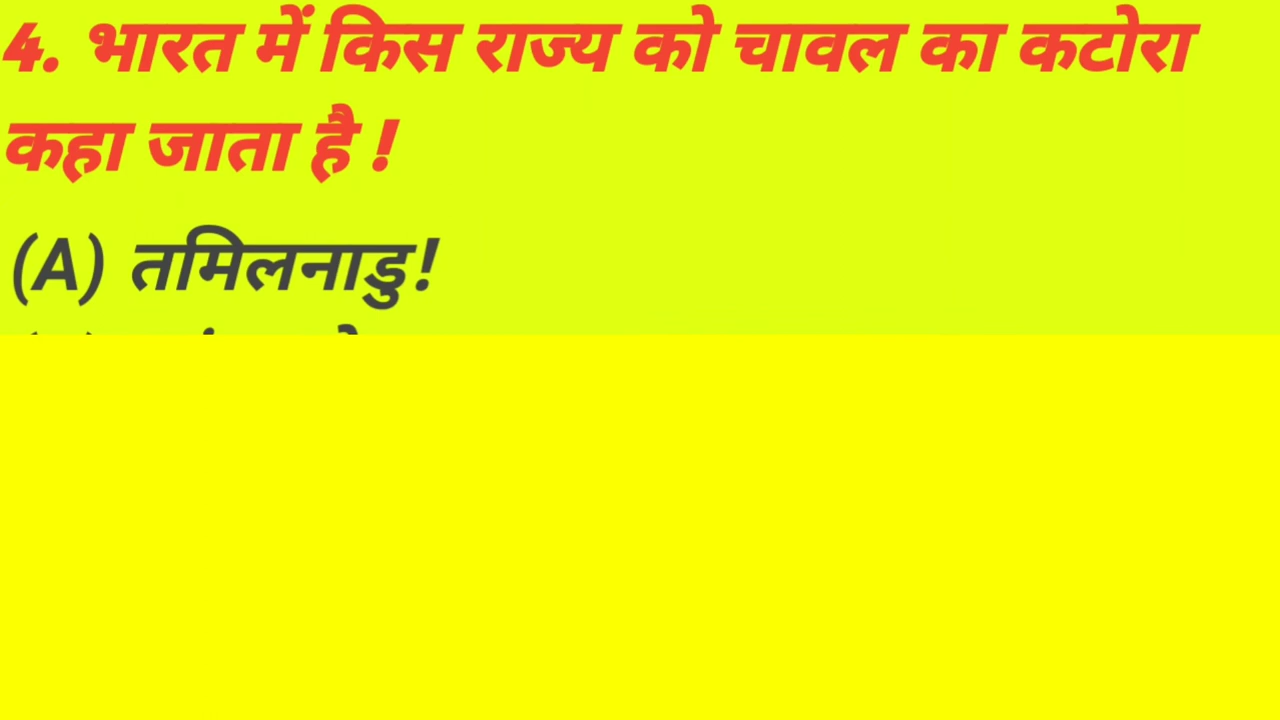 4. भारत में किस राज्य को चावल का कटोरा
कहा जाता है !
(A) तमिलनाडु!